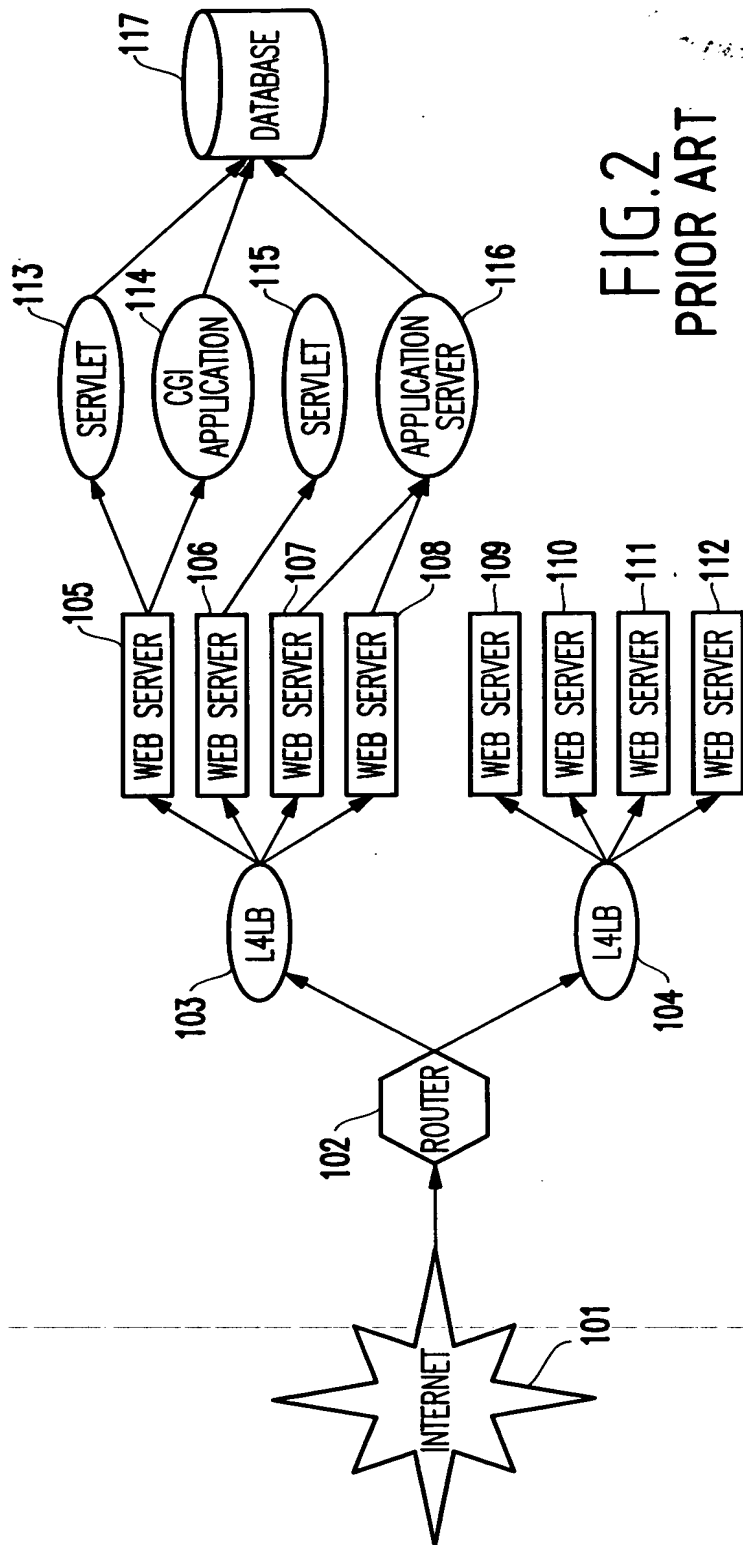 INTERNET
101
ROUTER
102
L4LB
103
L4LB
104
WEB SERVER
105
WEB SERVER
106
WEB SERVER
107
WEB SERVER
108
WEB SERVER
109
WEB SERVER
110
WEB SERVER
111
WEB SERVER
112
SERVLET
113
CGI
APPLICATION
114
SERVLET
115
APPLICATION
SERVER
116
DATABASE
117
FIG.2
PRIOR ART